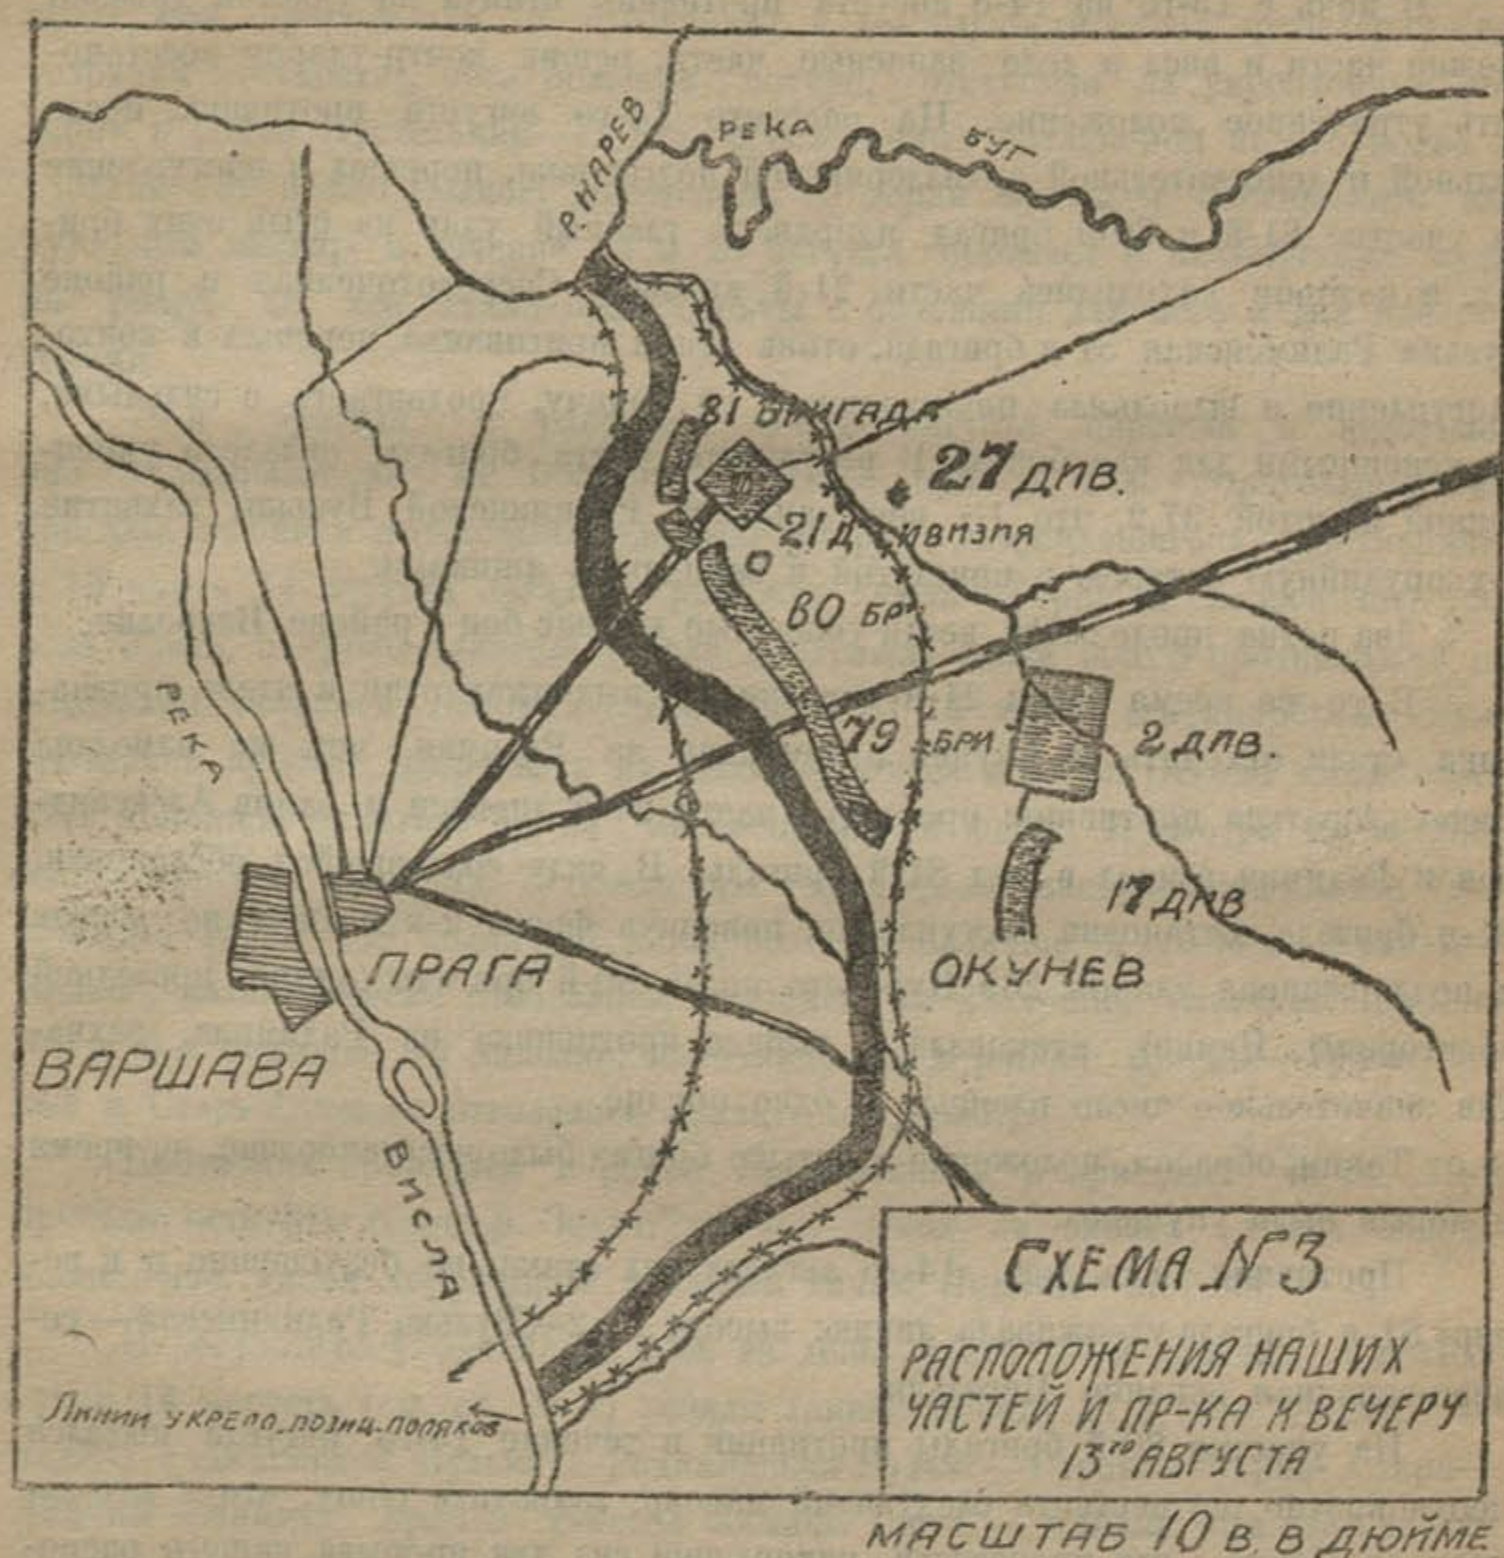 Р. НАРЕВ
РЕКА БУГ
81 БРИГАДА
27 ДИВ.
21 Д ИВИЗИЯ
80 БР
79 БРИ
2 ДИВ.
17 ДИВ
ОКУНЕВ
РЕКА
ВИСЛА
ПРАГА
ВАРШАВА
ЛИНИИ УКРЕПЛ. ПОЗИЦ. ПОЛЯКОВ
СХЕМА № 3
РАСПОЛОЖЕНИЯ НАШИХ
ЧАСТЕЙ И ПР-КА К ВЕЧЕРУ
13го АВГУСТА
МАСШТАБ 10 В. В ДЮЙМЕ